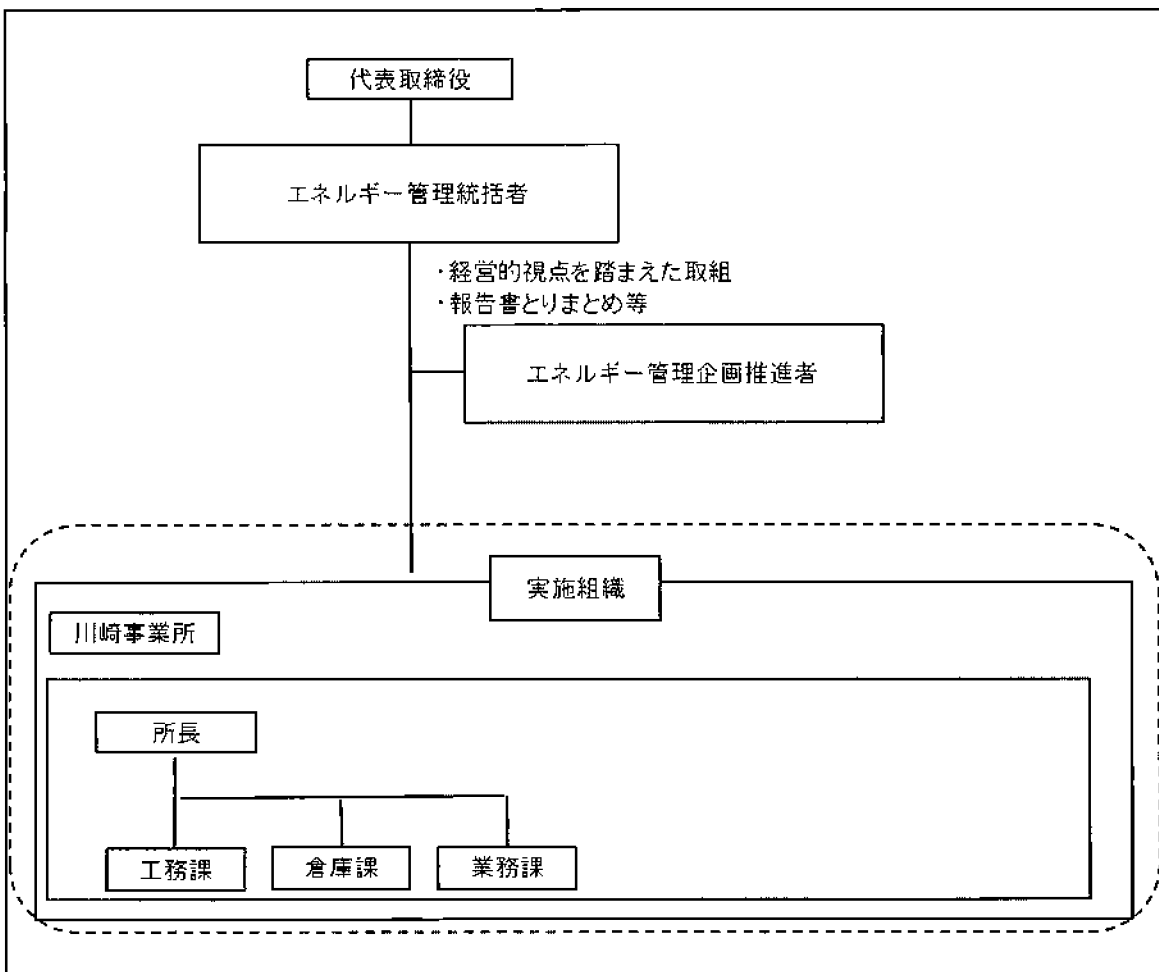 代表取締役
エネルギー管理統括者
・経営的視点を踏まえた取組
・報告書とりまとめ等
エネルギー管理企画推進者
実施組織
川崎事業所
所長
工務課
倉庫課
業務課